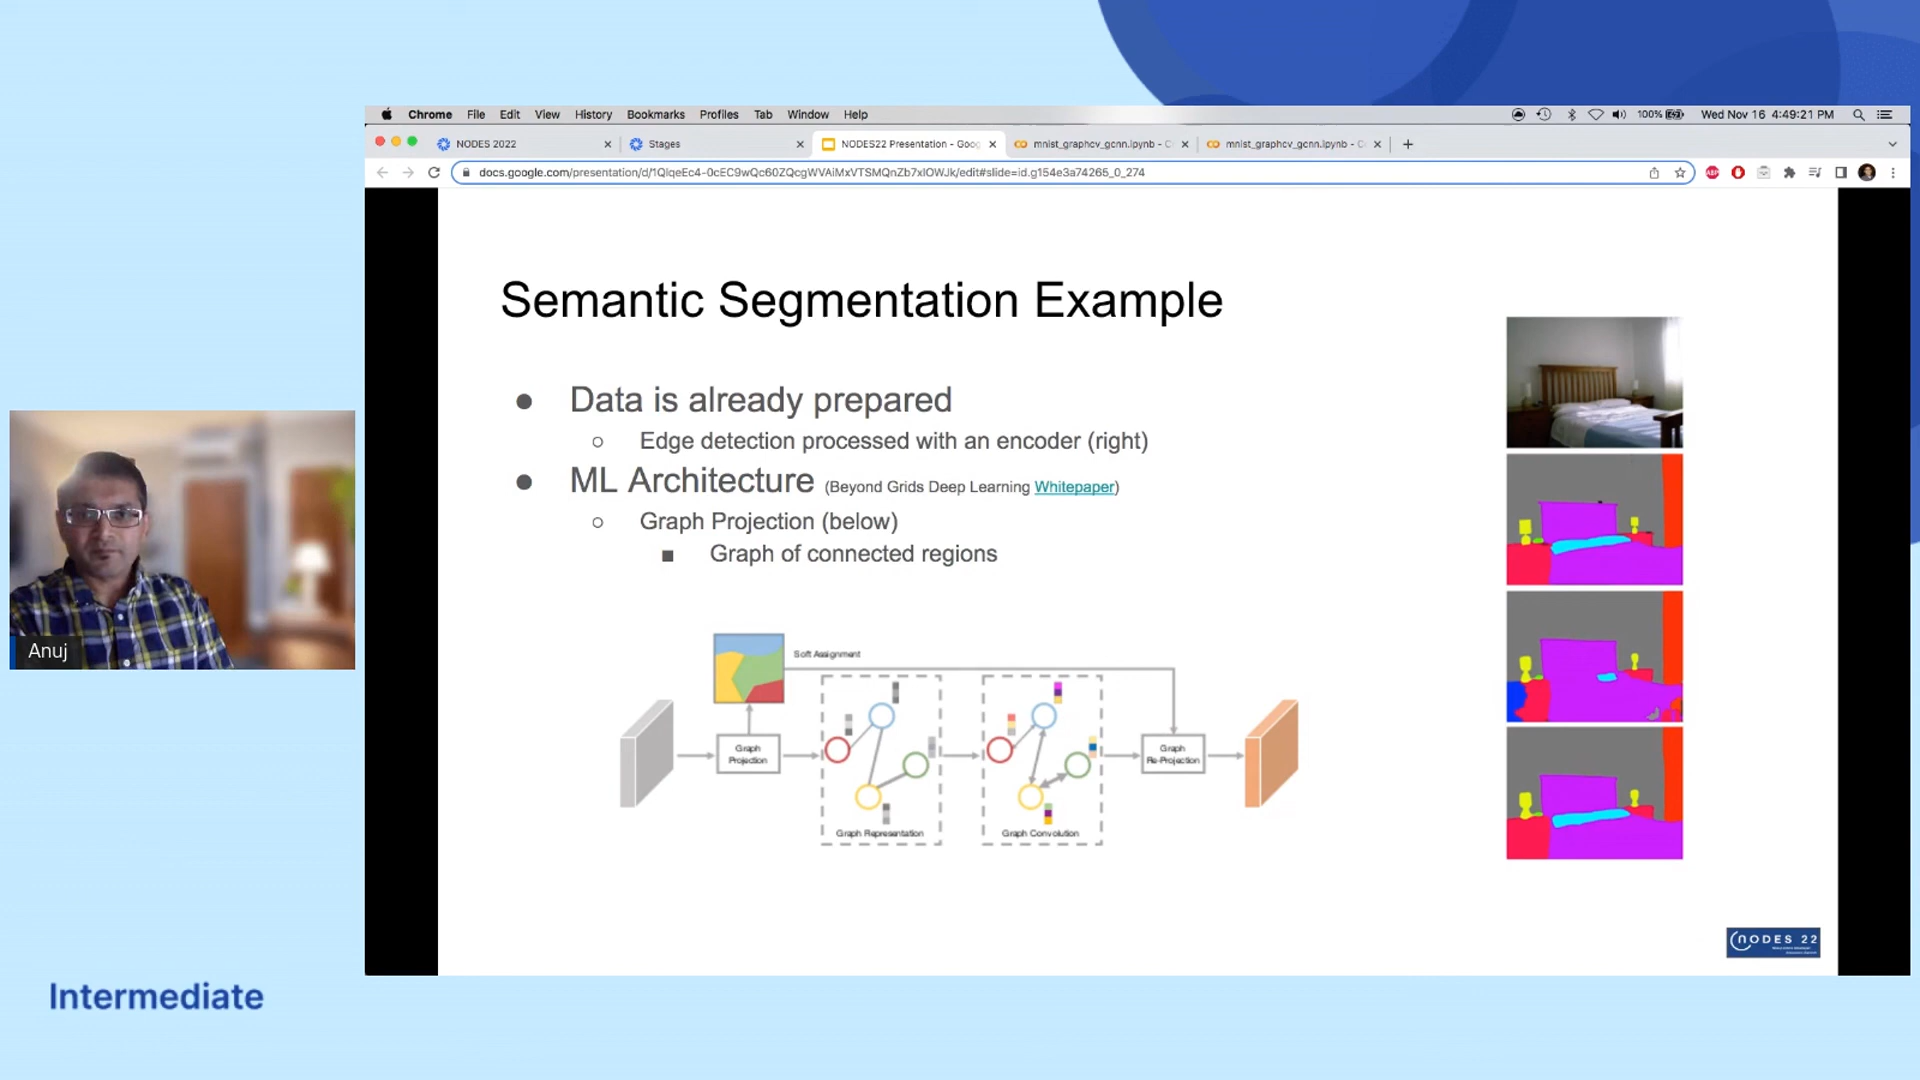 Chrome File Edit View History Bookmarks Profiles Tab Window Help 100% Wed Nov 16 4:49:21 PM
NODES 2022 Stages NODES22 Presentation - Goog mnist_graphcv_gcnn.ipynb - C mnist_graphcv_gcnn.ipynb - C
docs.google.com/presentation/d/ edit#slide=id.g154e3a74265_0_274
Semantic Segmentation Example
Data is already prepared
Edge detection processed with an encoder (right)
ML Architecture (Beyond Grids Deep Learning Whitepaper)
Graph Projection (below)
Graph of connected regions
Soft Assignment
Graph
Projection
Graph Representation
Graph Convolution
Graph
Re-Projection
NODES 22
Anuj
Intermediate